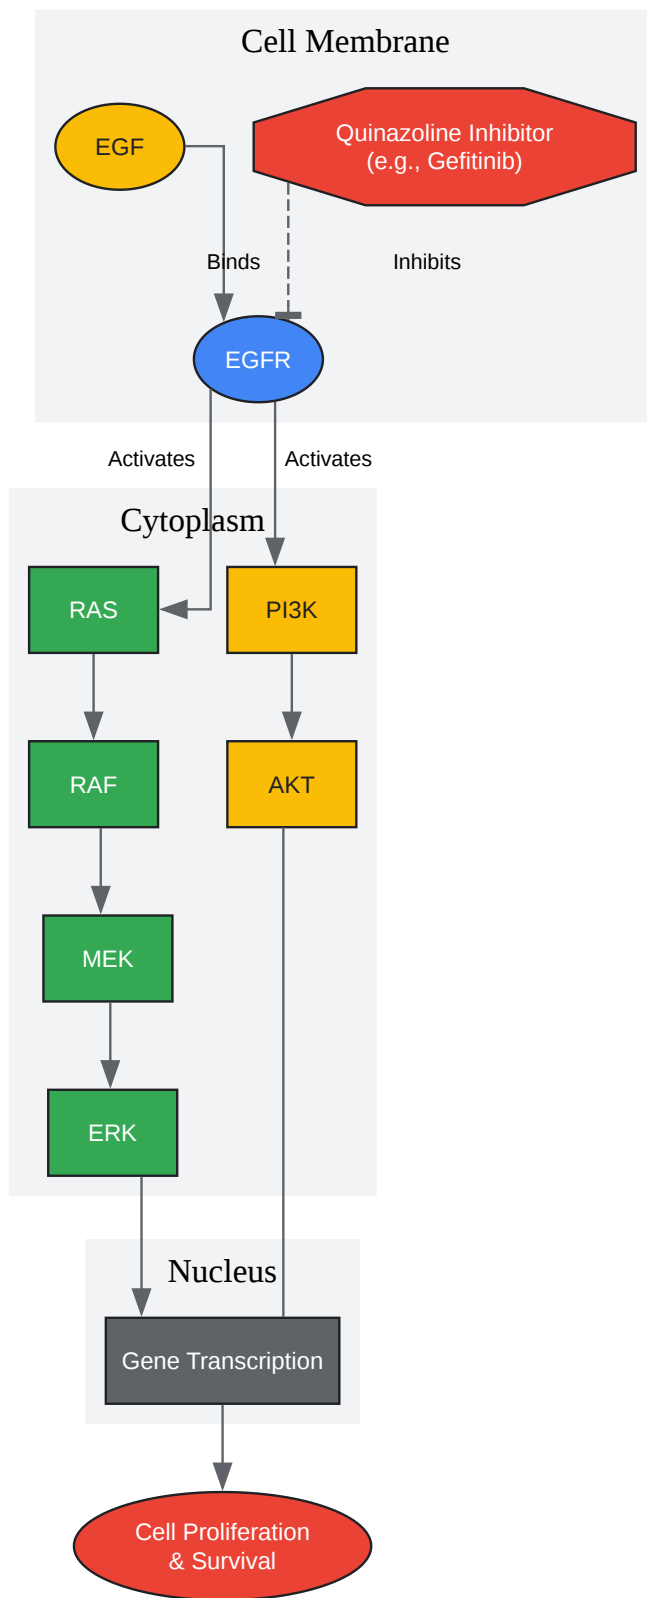 Cell Membrane
EGF
Quinazoline Inhibitor
(e.g., Gefitinib)
Binds
Inhibits
EGFR
Activates
Activates
Cytoplasm
RAS
PI3K
RAF
AKT
MEK
ERK
Nucleus
Gene Transcription
Cell Proliferation
& Survival